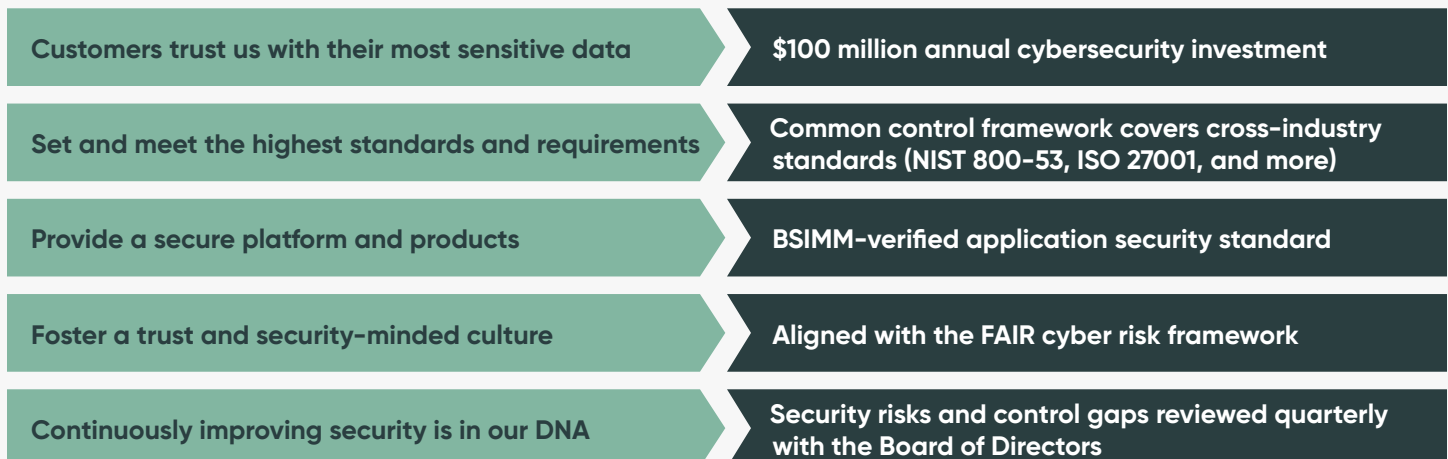 Customers trust us with their most sensitive data
$100 million annual cybersecurity investment
Set and meet the highest standards and requirements
Common control framework covers cross-industry
standards (NIST 800-53, ISO 27001, and more)
Provide a secure platform and products
BSIMM-verified application security standard
Foster a trust and security-minded culture
Aligned with the FAIR cyber risk framework
Continuously improving security is in our DNA
Security risks and control gaps reviewed quarterly
with the Board of Directors